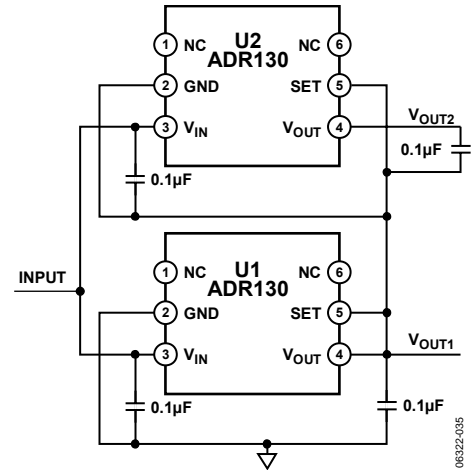 U2
ADR130
1 NC
NC 6
2 GND
SET 5
3 VIN
VOUT 4
VOUT2
0.1µF
0.1µF
INPUT
U1
ADR130
1 NC
NC 6
2 GND
SET 5
3 VIN
VOUT 4
VOUT1
0.1µF
0.1µF
06322-035